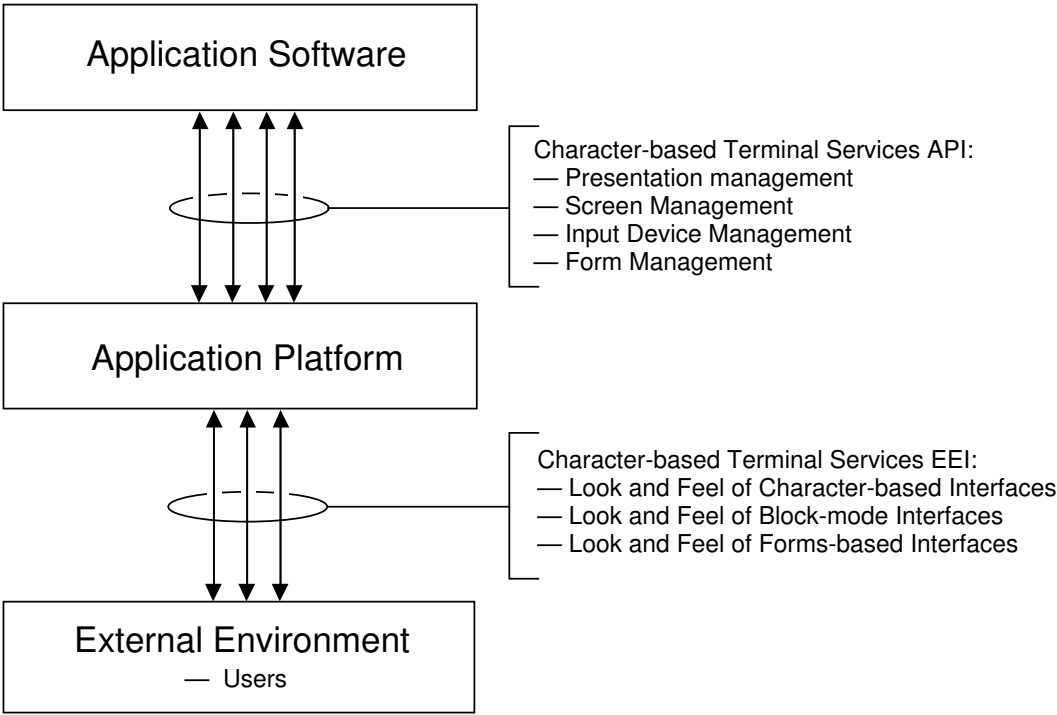 Application Software
Character-based Terminal Services API:
— Presentation management
— Screen Management
— Input Device Management
— Form Management
Application Platform
Character-based Terminal Services EEI:
— Look and Feel of Character-based Interfaces
— Look and Feel of Block-mode Interfaces
— Look and Feel of Forms-based Interfaces
External Environment
— Users